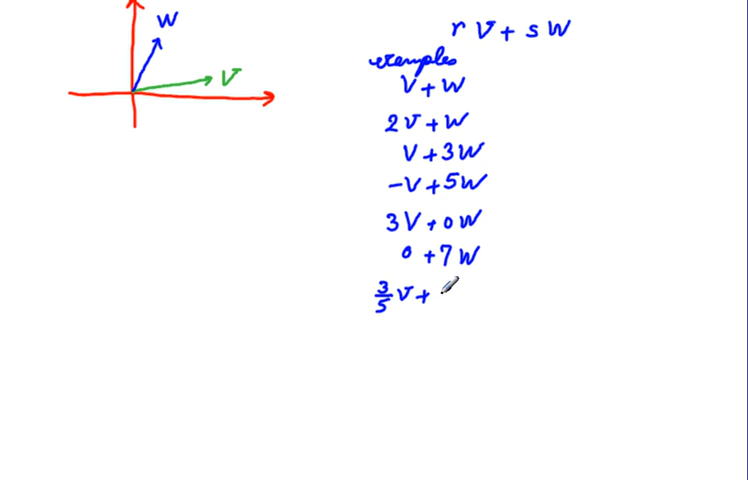 W
V
r V + s W
examples
V + W
2V + W
V + 3W
-V + 5W
3V + 0W
0 + 7W
3/5 V +